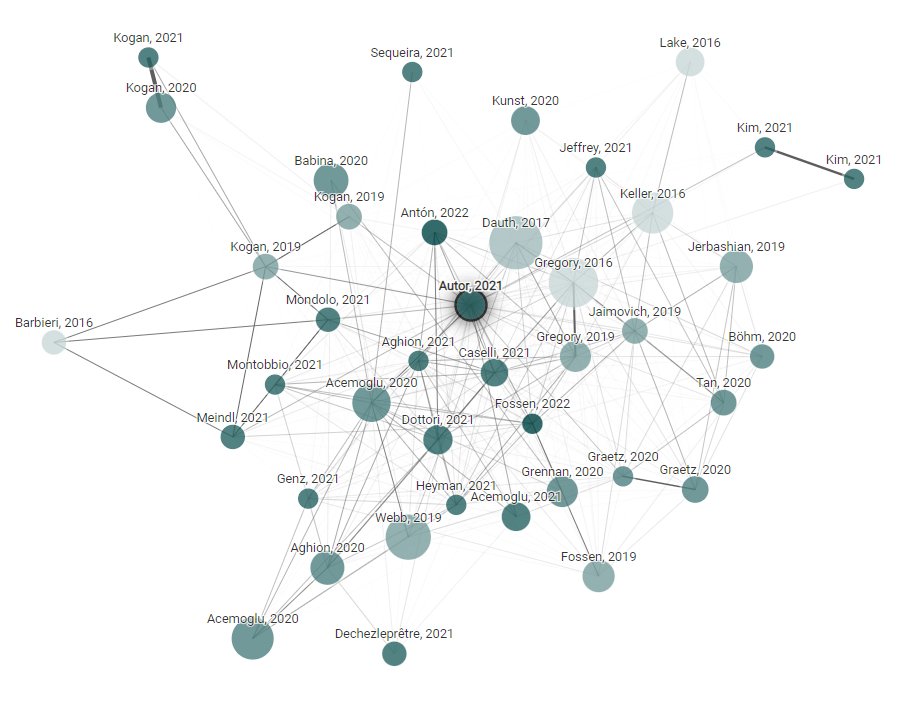 Kogan, 2021
Sequeira, 2021
Lake, 2016
Kogan, 2020
Kunst, 2020
Kim, 2021
Jeffrey, 2021
Kim, 2021
Babina, 2020
Kogan, 2019
Keller, 2016
Antón, 2022
Dauth, 2017
Kogan, 2019
Jerbashian, 2019
Gregory, 2016
Autor, 2021
Mondolo, 2021
Jaimovich, 2019
Barbieri, 2016
Aghion, 2021
Gregory, 2019
Böhm, 2020
Caselli, 2021
Montobbio, 2021
Acemoglu, 2020
Tan, 2020
Fossen, 2022
Meindl, 2021
Dottori, 2021
Graetz, 2020
Graetz, 2020
Grennan, 2020
Genz, 2021
Heyman, 2021
Acemoglu, 2021
Webb, 2019
Aghion, 2020
Fossen, 2019
Acemoglu, 2020
Dechezleprêtre, 2021